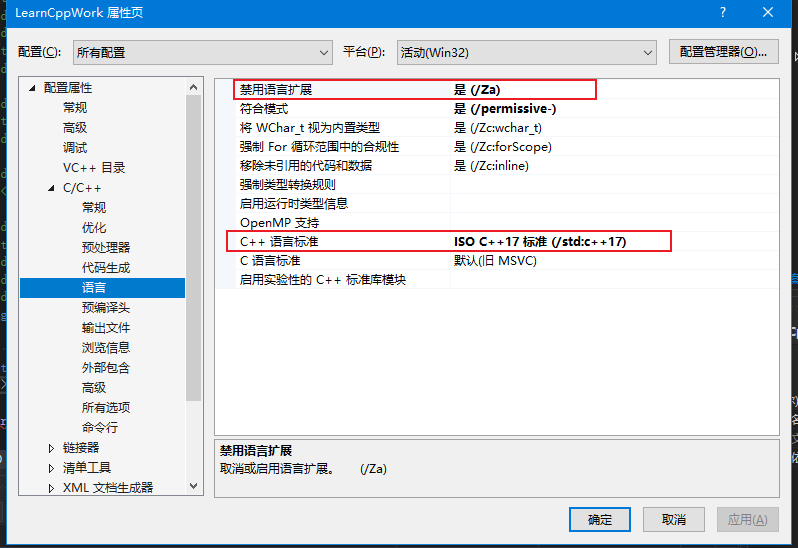 LearnCppWork 属性页
? ×
配置(C): 所有配置 平台(P): 活动(Win32) 配置管理器(O)...
配置属性
常规
高级
调试
VC++ 目录
C/C++
常规
优化
预处理器
代码生成
语言
预编译头
输出文件
浏览信息
外部包含
高级
所有选项
命令行
链接器
清单工具
XML 文档生成器
禁用语言扩展 是 (/Za)
符合模式 是 (/permissive-)
将 WChar_t 视为内置类型 是 (/Zc:wchar_t)
强制 For 循环范围中的合规性 是 (/Zc:forScope)
移除未引用的代码和数据 是 (/Zc:inline)
强制类型转换规则
启用运行时类型信息
OpenMP 支持
C++ 语言标准 ISO C++17 标准 (/std:c++17)
C 语言标准 默认(旧 MSVC)
启用实验性的 C++ 标准库模块
禁用语言扩展
取消或启用语言扩展。 (/Za)
确定 取消 应用(A)